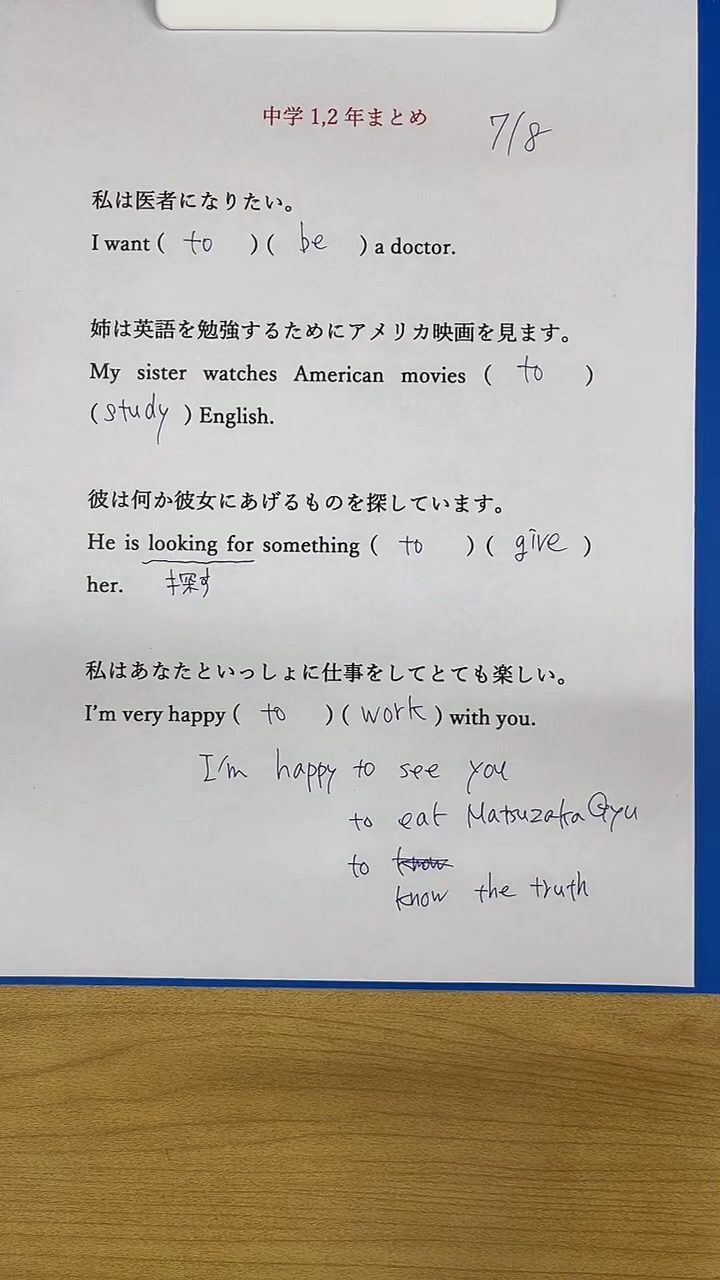 中学 1,2 年まとめ 7/8
私は医者になりたい。
I want ( to ) ( be ) a doctor.
姉は英語を勉強するためにアメリカ映画を見ます。
My sister watches American movies ( to )
( study ) English.
彼は何か彼女にあげるものを探しています。
He is looking for something ( to ) ( give )
her. 探す
私はあなたといっしょに仕事をしてとても楽しい。
I'm very happy ( to ) ( work ) with you.
I'm happy to see you
to eat Matsuzaka Gyu
to know
know the truth